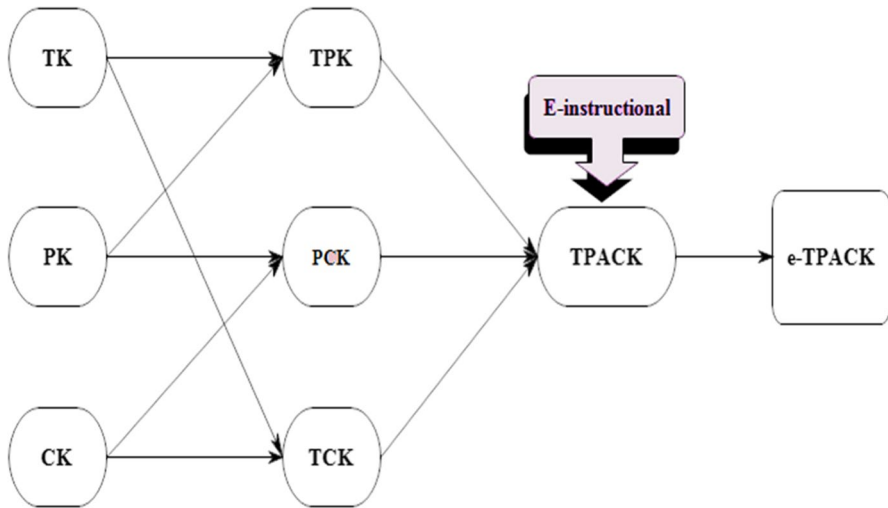 TK
TPK
E-instructional
PK
PCK
TPACK
e-TPACK
CK
TCK